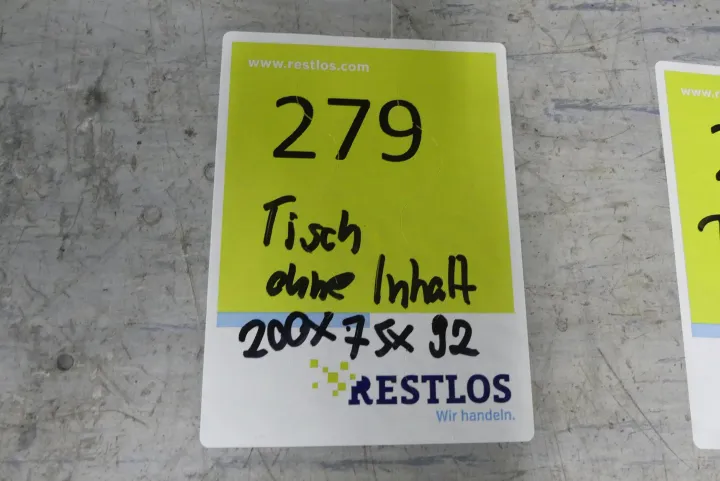 www.restlos.com
279
Tisch
ohne Inhalt
200x75x92
RESTLOS
Wir handeln.